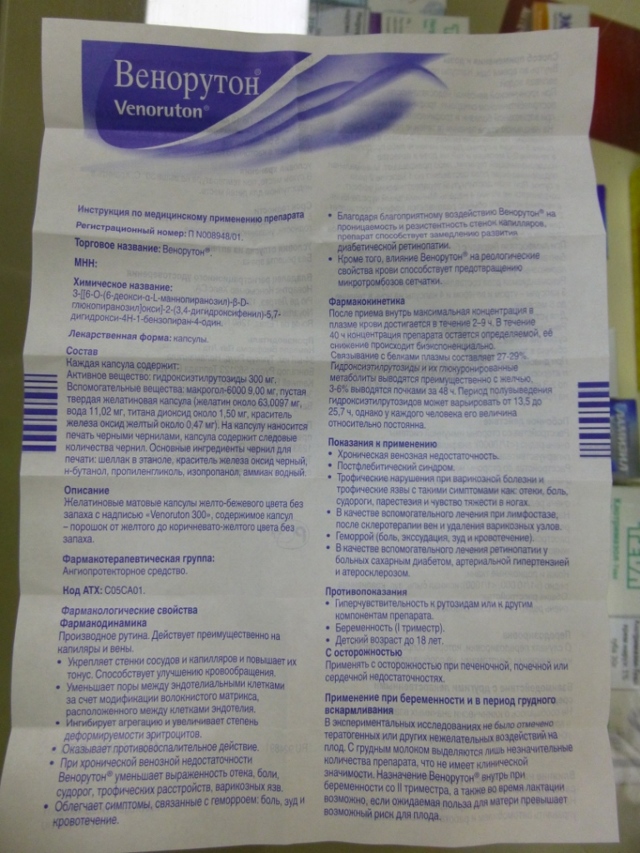 Венорутон®
Venoruton®
Инструкция по медицинскому применению препарата
Регистрационный номер: П N008948/01.
Торговое название: Венорутон®.
МНН:
Химическое название:
3-[[6-О-(6-деокси-α-L-маннопиранозил)-β-D-
глюкопиранозил]окси]-2-(3,4-дигидроксифенил)-5,7-
дигидрокси-4H-1-бензопиран-4-один.
Лекарственная форма: капсулы.
Состав
Каждая капсула содержит:
Активное вещество: гидроксиэтилрутозиды 300 мг.
Вспомогательные вещества: макрогол-6000 9,00 мг, пустая
твердая желатиновая капсула (желатин около 63,0097 мг,
вода 11,02 мг, титана диоксид около 1,50 мг, краситель
железа оксид желтый около 0,47 мг). На капсулу наносится
печать черными чернилами, капсула содержит следовые
количества чернил. Основные ингредиенты чернил для
печати: шеллак в этаноле, краситель железа оксид черный,
н-бутанол, пропиленгликоль, изопропанол, аммиак водный.
Описание
Желатиновые матовые капсулы желто-бежевого цвета без
запаха с надписью «Venoruton 300», содержимое капсул
– порошок от желтого до коричневато-желтого цвета без
запаха.
Фармакотерапевтическая группа:
Ангиопротекторное средство.
Код АТХ: C05CA01.
Фармакологические свойства
Фармакодинамика
Производное рутина. Действует преимущественно на
капилляры и вены.
• Укрепляет стенки сосудов и капилляров и повышает их
тонус. Способствует улучшению кровообращения.
• Уменьшает поры между эндотелиальными клетками
за счет модификации волокнистого матрикса,
расположенного между клетками эндотелия.
• Ингибирует агрегацию и увеличивает степень
деформируемости эритроцитов.
• Оказывает противовоспалительное действие.
• При хронической венозной недостаточности
Венорутон® уменьшает выраженность отека, боли,
судорог, трофических расстройств, варикозных язв.
• Облегчает симптомы, связанные с геморроем: боль, зуд и
кровотечение.
• Благодаря благоприятному воздействию Венорутон® на
проницаемость и резистентность стенок капилляров,
препарат способствует замедлению развития
диабетической ретинопатии.
• Кроме того, влияние Венорутон® на реологические
свойства крови способствует предотвращению
микротромбозов сетчатки.
Фармакокинетика
После приема внутрь максимальная концентрация в
плазме крови достигается в течение 2-9 ч. В течение
40 ч концентрация препарата остается определяемой, её
снижение происходит биэкспоненциально.
Связывание с белками плазмы составляет 27-29%.
Гидроксиэтилрутозиды и их глюкуронированные
метаболиты выводятся преимущественно с желчью,
3-6% выводятся почками за 48 ч. Период полувыведения
гидроксиэтилрутозидов может варьировать от 13,5 до
25,7 ч, однако у каждого человека его величина
относительно постоянна.
Показания к применению
• Хроническая венозная недостаточность.
• Постфлебитический синдром.
• Трофические нарушения при варикозной болезни и
трофические язвы с такими симптомами как: отеки, боль,
судороги, парестезия и чувство тяжести в ногах.
• В качестве вспомогательного лечения при лимфостазе,
после склеротерапии вен и удаления варикозных узлов.
• Геморрой (боль, экссудация, зуд и кровотечение).
• В качестве вспомогательного лечения ретинопатии у
больных сахарным диабетом, артериальной гипертензией
и атеросклерозом.
Противопоказания
• Гиперчувствительность к рутозидам или к другим
компонентам препарата.
• Беременность (I триместр).
• Детский возраст до 18 лет.
С осторожностью
Применять с осторожностью при печеночной, почечной или
сердечной недостаточностях.
Применение при беременности и в период грудного
вскармливания
В экспериментальных исследованиях не было отмечено
тератогенных или других нежелательных воздействий на
плод. С грудным молоком выделяются лишь незначительные
количества препарата, что не имеет клинической
значимости. Назначение Венорутон® внутрь при
беременности со II триместра, а также во время лактации
возможно, если ожидаемая польза для матери превышает
возможный риск для плода.